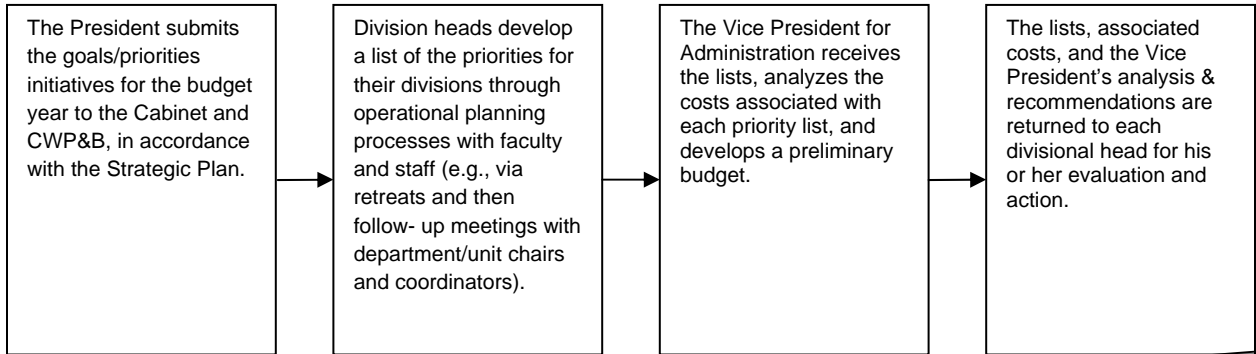 The President submits
the goals/priorities
initiatives for the budget
year to the Cabinet and
CWP&B, in accordance
with the Strategic Plan.
Division heads develop
a list of the priorities for
their divisions through
operational planning
processes with faculty
and staff (e.g., via
retreats and then
follow- up meetings with
department/unit chairs
and coordinators).
The Vice President for
Administration receives
the lists, analyzes the
costs associated with
each priority list, and
develops a preliminary
budget.
The lists, associated
costs, and the Vice
President’s analysis &
recommendations are
returned to each
divisional head for his
or her evaluation and
action.